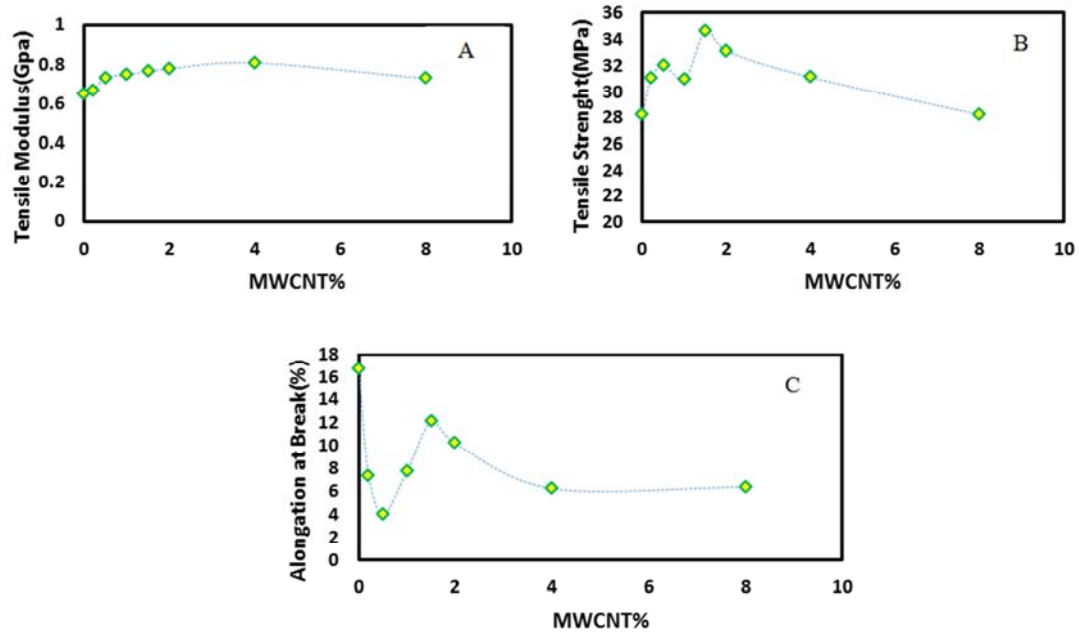 Tensile Modulus(Gpa)
1
0.8
0.6
0.4
0.2
0
A
0 2 4 6 8 10
MWCNT%
Tensile Strenght(MPa)
36
34
32
30
28
26
24
22
20
B
0 2 4 6 8 10
MWCNT%
Alongation at Break(%)
18
16
14
12
10
8
6
4
2
0
C
0 2 4 6 8 10
MWCNT%